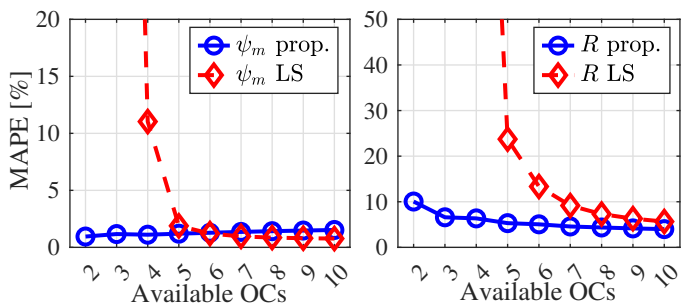 MAPE [%]
20
15
10
5
0
ψm prop.
ψm LS
2 3 4 5 6 7 8 9 10
Available OCs
50
40
30
20
10
0
R prop.
R LS
2 3 4 5 6 7 8 9 10
Available OCs